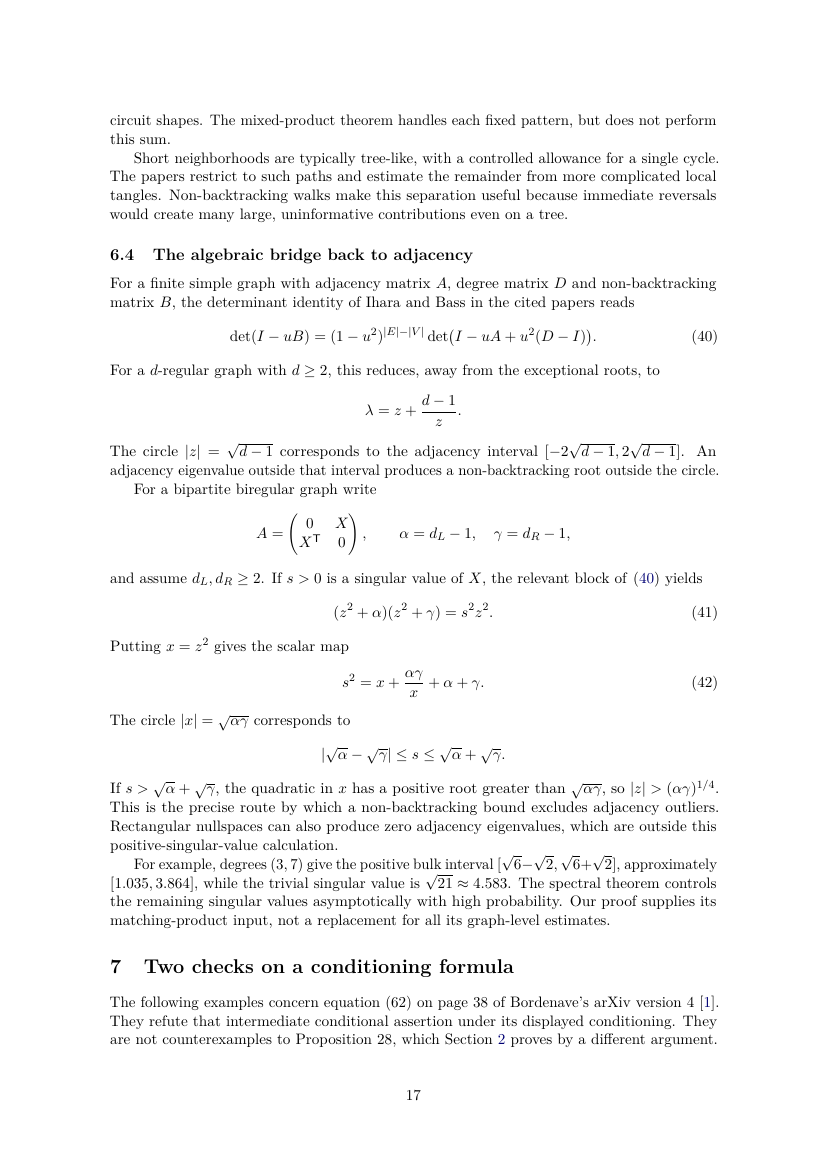 circuit shapes. The mixed-product theorem handles each fixed pattern, but does not perform
this sum.
Short neighborhoods are typically tree-like, with a controlled allowance for a single cycle.
The papers restrict to such paths and estimate the remainder from more complicated local
tangles. Non-backtracking walks make this separation useful because immediate reversals
would create many large, uninformative contributions even on a tree.
6.4 The algebraic bridge back to adjacency
For a finite simple graph with adjacency matrix A, degree matrix D and non-backtracking
matrix B, the determinant identity of Ihara and Bass in the cited papers reads
det(I − uB) = (1 − u²)^{|E|−|V|} det(I − uA + u²(D − I)). (40)
For a d-regular graph with d ≥ 2, this reduces, away from the exceptional roots, to
λ = z + (d − 1)/z.
The circle |z| = √(d − 1) corresponds to the adjacency interval [−2√(d − 1), 2√(d − 1)]. An
adjacency eigenvalue outside that interval produces a non-backtracking root outside the circle.
For a bipartite biregular graph write
A = (0 X; X^T 0), α = d_L − 1, γ = d_R − 1,
and assume d_L, d_R ≥ 2. If s > 0 is a singular value of X, the relevant block of (40) yields
(z² + α)(z² + γ) = s²z². (41)
Putting x = z² gives the scalar map
s² = x + αγ/x + α + γ. (42)
The circle |x| = √(αγ) corresponds to
|√α − √γ| ≤ s ≤ √α + √γ.
If s > √α + √γ, the quadratic in x has a positive root greater than √(αγ), so |z| > (αγ)^{1/4}.
This is the precise route by which a non-backtracking bound excludes adjacency outliers.
Rectangular nullspaces can also produce zero adjacency eigenvalues, which are outside this
positive-singular-value calculation.
For example, degrees (3, 7) give the positive bulk interval [√6−√2, √6+√2], approximately
[1.035, 3.864], while the trivial singular value is √21 ≈ 4.583. The spectral theorem controls
the remaining singular values asymptotically with high probability. Our proof supplies its
matching-product input, not a replacement for all its graph-level estimates.
7 Two checks on a conditioning formula
The following examples concern equation (62) on page 38 of Bordenave's arXiv version 4 [1].
They refute that intermediate conditional assertion under its displayed conditioning. They
are not counterexamples to Proposition 28, which Section 2 proves by a different argument.
17